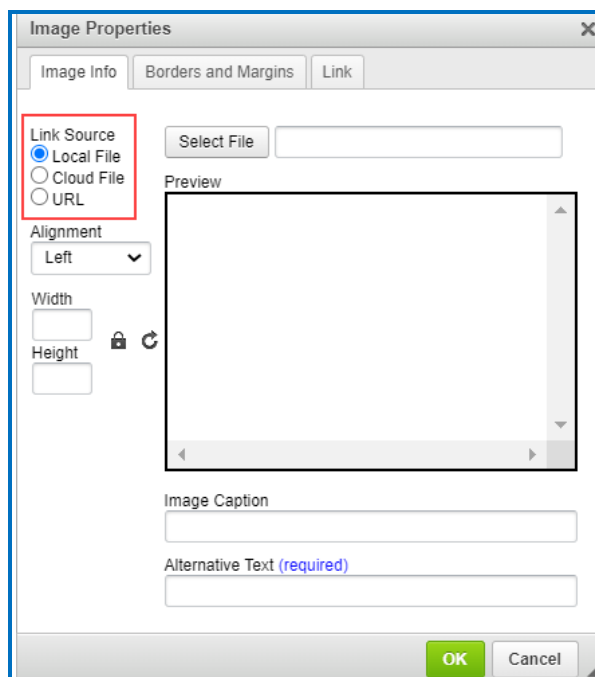 Image Properties
Image Info
Borders and Margins
Link
Link Source
Local File
Cloud File
URL
Select File
Preview
Alignment
Left
Width
Height
Image Caption
Alternative Text (required)
OK
Cancel